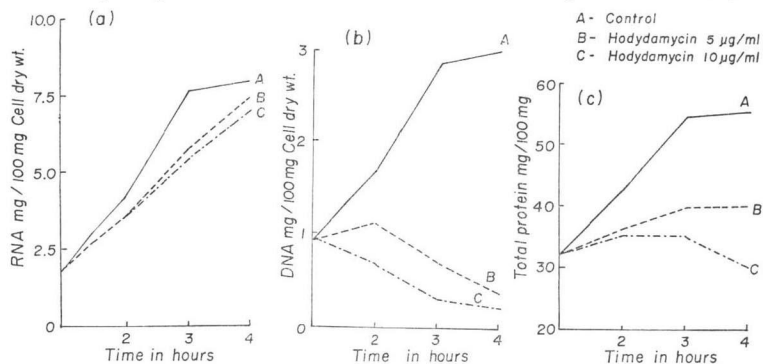 A - Control
B - Hodydamycin 5 µg/ml
C - Hodydamycin 10 µg/ml
(a)
RNA mg / 100 mg Cell dry wt.
10.0
7.5
5.0
2.5
0
2
3
4
Time in hours
A
B
C
(b)
DNA mg/100 mg Cell dry wt.
3
2
1
0
2
3
4
Time in hours
A
B
C
(c)
Total protein mg/100 mg
60
50
40
30
20
2
3
4
Time in hours
A
B
C